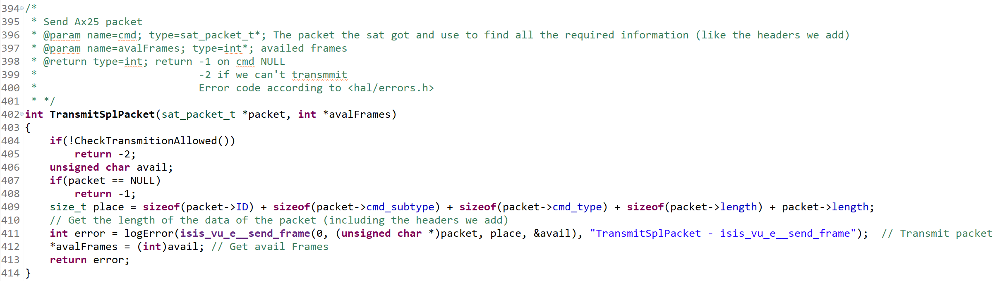 394 /*
395  * Send Ax25 packet
396  * @param name=cmd; type=sat_packet_t*; The packet the sat got and use to find all the required information (like the headers we add)
397  * @param name=avalFrames; type=int*; availed frames
398  * @return type=int; return -1 on cmd NULL
399  *                          -2 if we can't transmmit
400  *                          Error code according to <hal/errors.h>
401  * */
402 int TransmitSplPacket(sat_packet_t *packet, int *avalFrames)
403 {
404     if(!CheckTransmitionAllowed())
405         return -2;
406     unsigned char avail;
407     if(packet == NULL)
408         return -1;
409     size_t place = sizeof(packet->ID) + sizeof(packet->cmd_subtype) + sizeof(packet->cmd_type) + sizeof(packet->length) + packet->length;
410     // Get the length of the data of the packet (including the headers we add)
411     int error = logError(isis_vu_e__send_frame(0, (unsigned char *)packet, place, &avail), "TransmitSplPacket - isis_vu_e__send_frame");  // Transmit packet
412     *avalFrames = (int)avail; // Get avail Frames
413     return error;
414 }